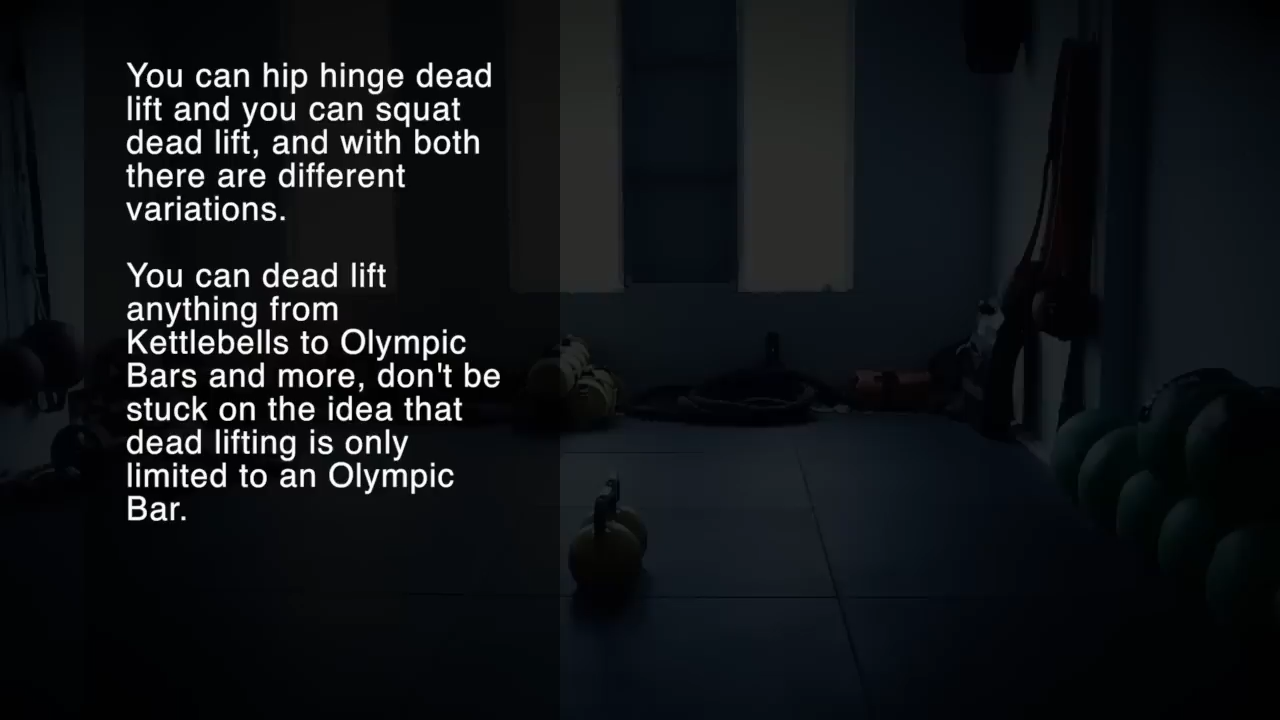 You can hip hinge dead
lift and you can squat
dead lift, and with both
there are different
variations.
You can dead lift
anything from
Kettlebells to Olympic
Bars and more, don't be
stuck on the idea that
dead lifting is only
limited to an Olympic
Bar.